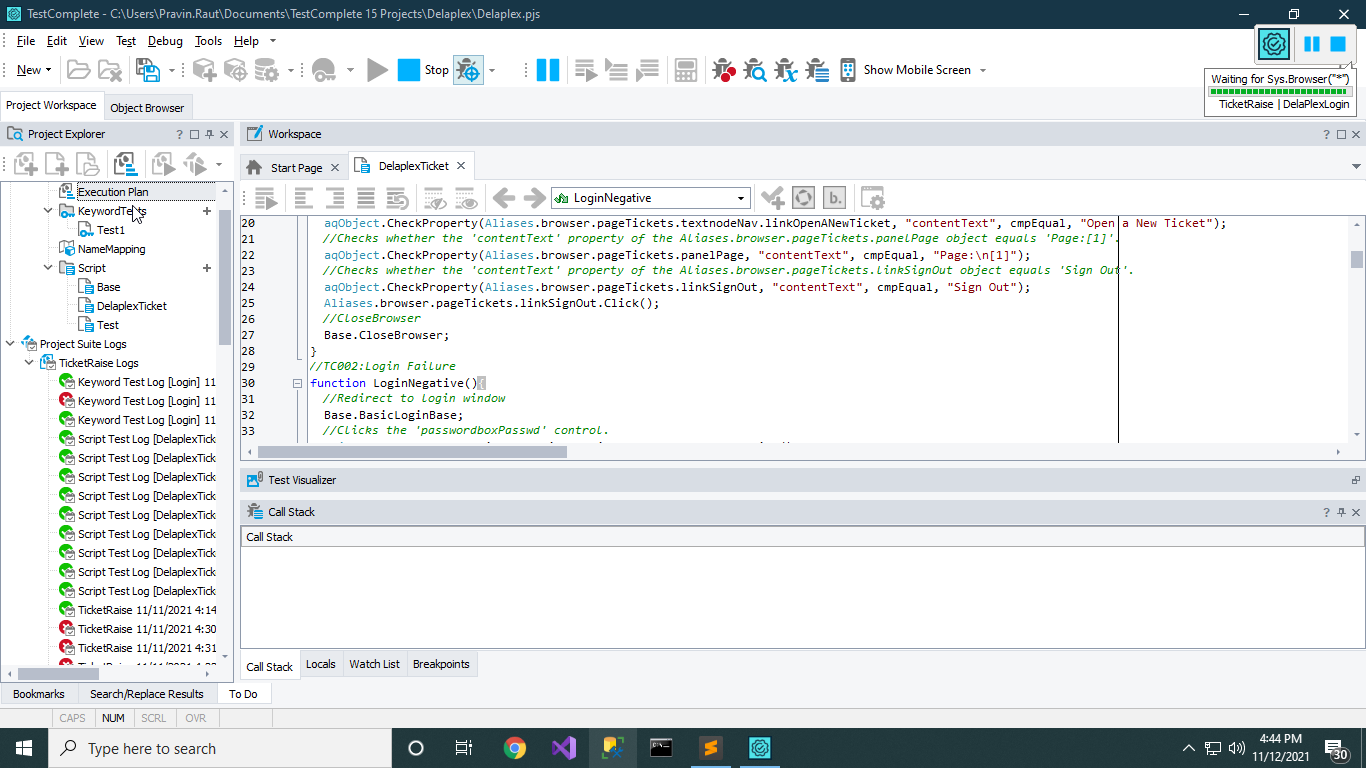 TestComplete - C:\Users\Pravin.Raut\Documents\TestComplete 15 Projects\Delaplex\Delaplex.pjs
File Edit View Test Debug Tools Help
New Stop Show Mobile Screen
Waiting for Sys.Browser("*")
TicketRaise | DelaPlexLogin
Project Workspace Object Browser
Project Explorer
Execution Plan
KeywordTests
Test1
NameMapping
Script
Base
DelaplexTicket
Test
Project Suite Logs
TicketRaise Logs
Keyword Test Log [Login] 11
Keyword Test Log [Login] 11
Keyword Test Log [Login] 11
Script Test Log [DelaplexTick
Script Test Log [DelaplexTick
Script Test Log [DelaplexTick
Script Test Log [DelaplexTick
Script Test Log [DelaplexTick
Script Test Log [DelaplexTick
Script Test Log [DelaplexTick
Script Test Log [DelaplexTick
Script Test Log [DelaplexTick
TicketRaise 11/11/2021 4:14
TicketRaise 11/11/2021 4:30
TicketRaise 11/11/2021 4:31
Workspace
Start Page DelaplexTicket
LoginNegative
b.
20 aqObject.CheckProperty(Aliases.browser.pageTickets.textnodeNav.linkOpenANewTicket, "contentText", cmpEqual, "Open a New Ticket");
21 //Checks whether the 'contentText' property of the Aliases.browser.pageTickets.panelPage object equals 'Page:[1]'.
22 aqObject.CheckProperty(Aliases.browser.pageTickets.panelPage, "contentText", cmpEqual, "Page:\n[1]");
23 //Checks whether the 'contentText' property of the Aliases.browser.pageTickets.linkSignOut object equals 'Sign Out'.
24 aqObject.CheckProperty(Aliases.browser.pageTickets.linkSignOut, "contentText", cmpEqual, "Sign Out");
25 Aliases.browser.pageTickets.linkSignOut.Click();
26 //CloseBrowser
27 Base.CloseBrowser;
28 }
29 //TC002:Login Failure
30 function LoginNegative(){
31 //Redirect to login window
32 Base.BasicLoginBase;
33 //Clicks the 'passwordboxPasswd' control.
Test Visualizer
Call Stack
Call Stack
Call Stack Locals Watch List Breakpoints
Bookmarks Search/Replace Results To Do
CAPS NUM SCRL OVR
Type here to search
4:44 PM
11/12/2021
30